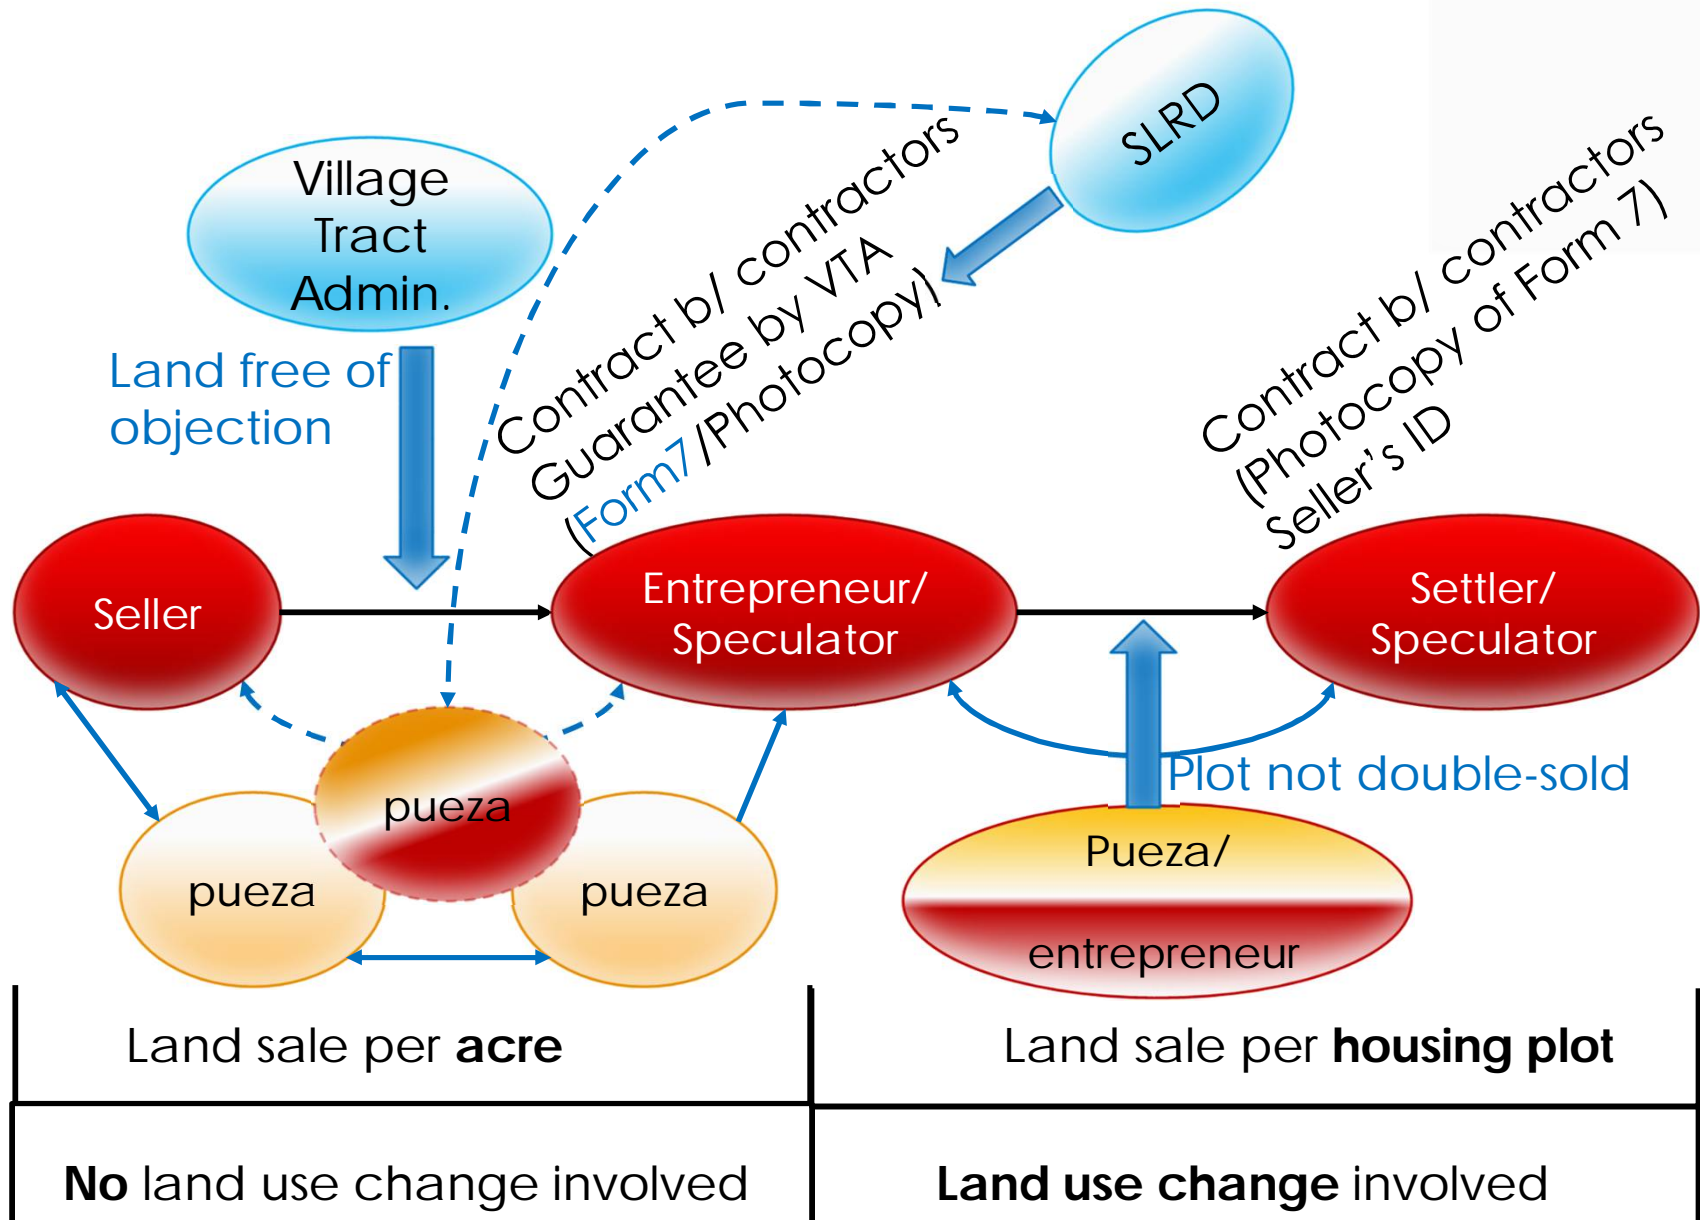 SLRD
Village
Tract
Admin.
Land free of
objection
Contract b/ contractors
Guarantee by VTA
(Form7/Photocopy)
Contract b/ contractors
(Photocopy of Form 7)
Seller's ID
Seller
Entrepreneur/
Speculator
Settler/
Speculator
pueza
pueza
pueza
Plot not double-sold
Pueza/
entrepreneur
Land sale per acre
Land sale per housing plot
No land use change involved
Land use change involved